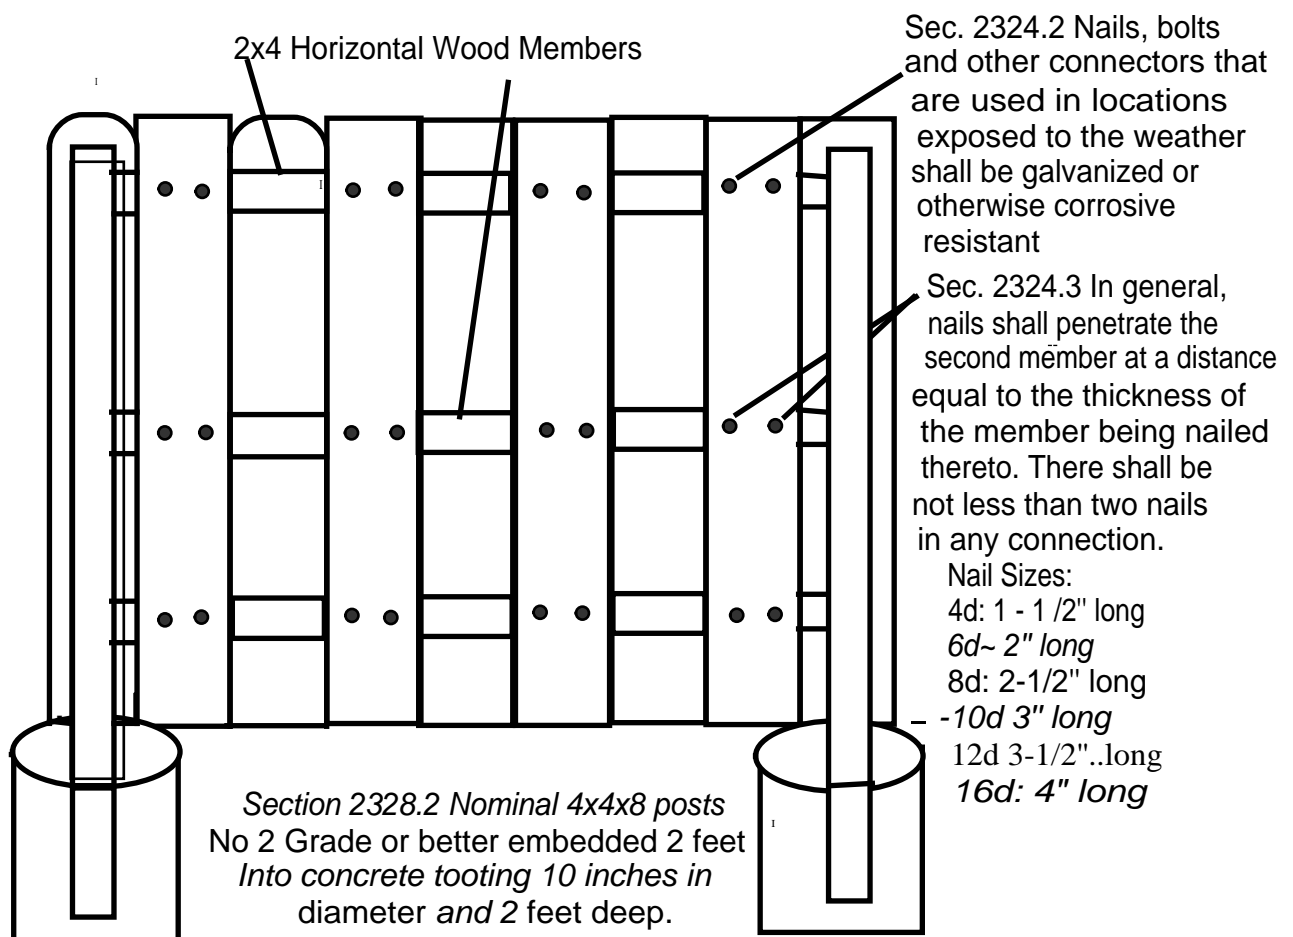 2x4 Horizontal Wood Members
Sec. 2324.2 Nails, bolts
and other connectors that
are used in locations
exposed to the weather
shall be galvanized or
otherwise corrosive
resistant
Sec. 2324.3 In general,
nails shall penetrate the
second member at a distance
equal to the thickness of
the member being nailed
thereto. There shall be
not less than two nails
in any connection.
Nail Sizes:
4d: 1 - 1 /2" long
6d~ 2" long
8d: 2-1/2" long
-10d 3" long
12d 3-1/2"..long
16d: 4" long
Section 2328.2 Nominal 4x4x8 posts
No 2 Grade or better embedded 2 feet
Into concrete tooting 10 inches in
diameter and 2 feet deep.